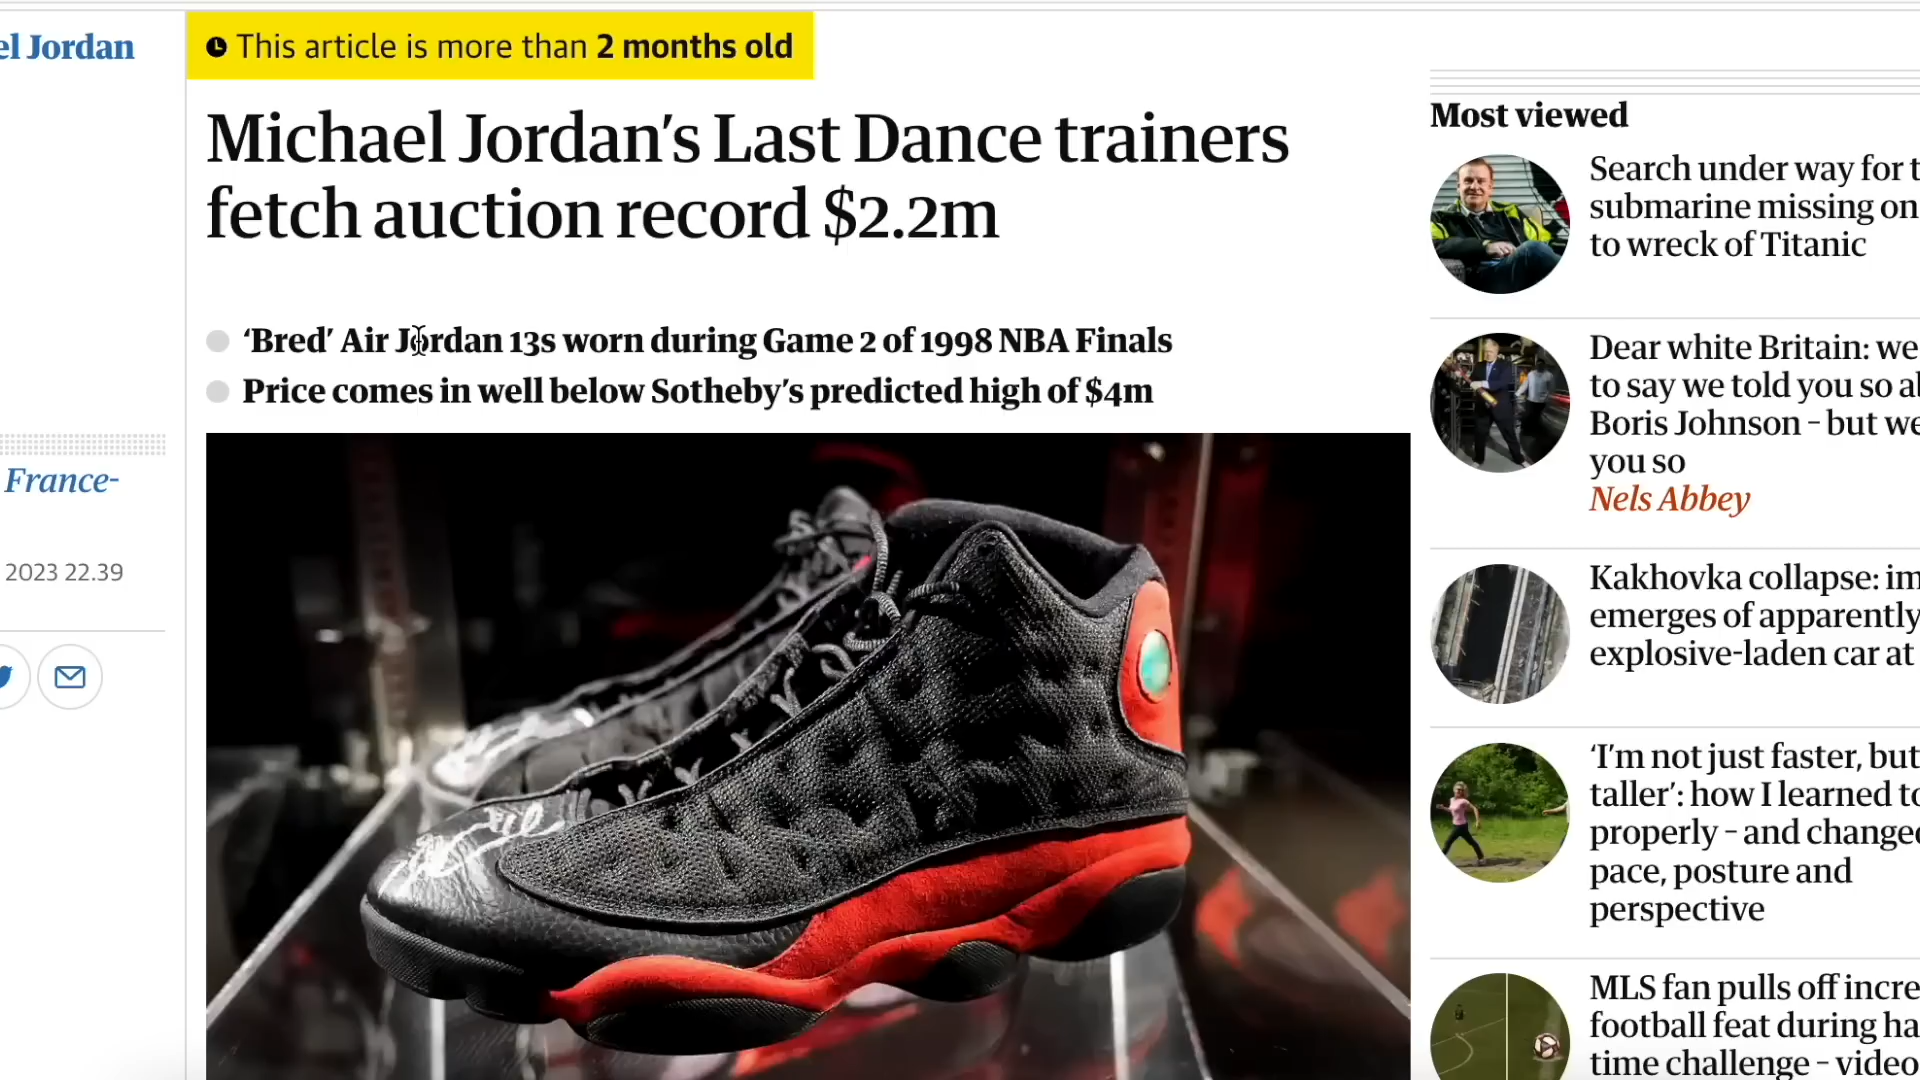 el Jordan
This article is more than 2 months old
Michael Jordan's Last Dance trainers
fetch auction record $2.2m
'Bred' Air Jordan 13s worn during Game 2 of 1998 NBA Finals
Price comes in well below Sotheby's predicted high of $4m
France-
2023 22.39
Most viewed
Search under way for t
submarine missing on
to wreck of Titanic
Dear white Britain: we
to say we told you so a
Boris Johnson – but we
you so
Nels Abbey
Kakhovka collapse: im
emerges of apparently
explosive-laden car at
'I'm not just faster, but
taller': how I learned to
properly – and change
pace, posture and
perspective
MLS fan pulls off incre
football feat during ha
time challenge – video